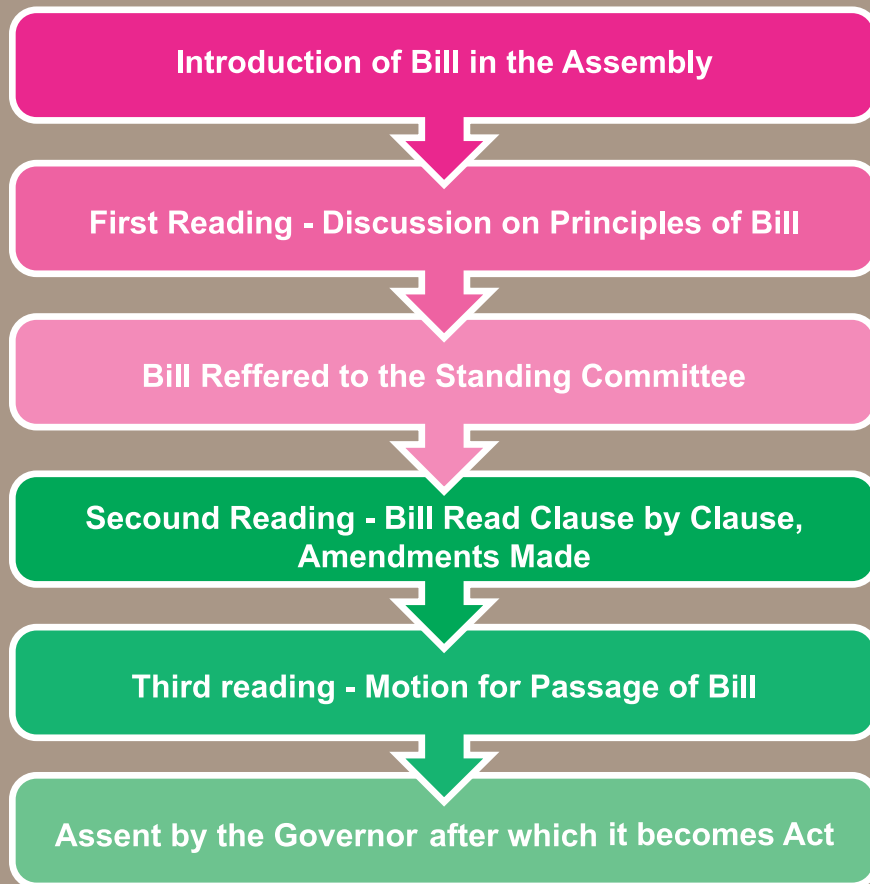 Introduction of Bill in the Assembly
First Reading - Discussion on Principles of Bill
Bill Reffered to the Standing Committee
Secound Reading - Bill Read Clause by Clause,
Amendments Made
Third reading - Motion for Passage of Bill
Assent by the Governor after which it becomes Act